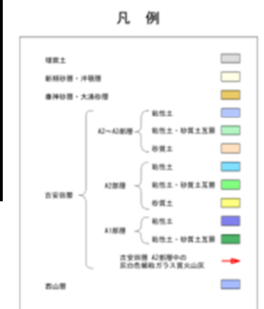 凡 例
埋戻土
新期砂層・沖積層
番神砂層・大湊砂層
古安田層
A2~A3部層
粘性土
粘性土・砂質土互層
砂質土
A2部層
粘性土
粘性土・砂質土互層
砂質土
A1部層
粘性土
粘性土・砂質土互層
古安田層 A2部層中の
灰白色細粒ガラス質火山灰
西山層